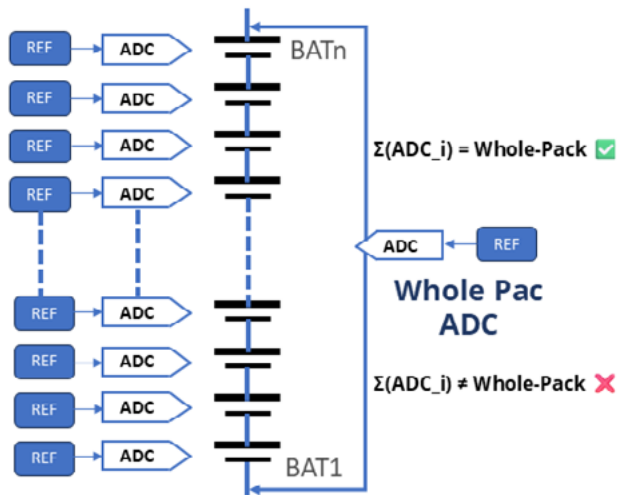 REF ADC BATn
REF ADC
REF ADC
Σ(ADC_i) = Whole-Pack ✅
REF ADC
ADC REF
Whole Pac
ADC
REF ADC
REF ADC
Σ(ADC_i) ≠ Whole-Pack ❌
REF ADC
REF ADC BAT1